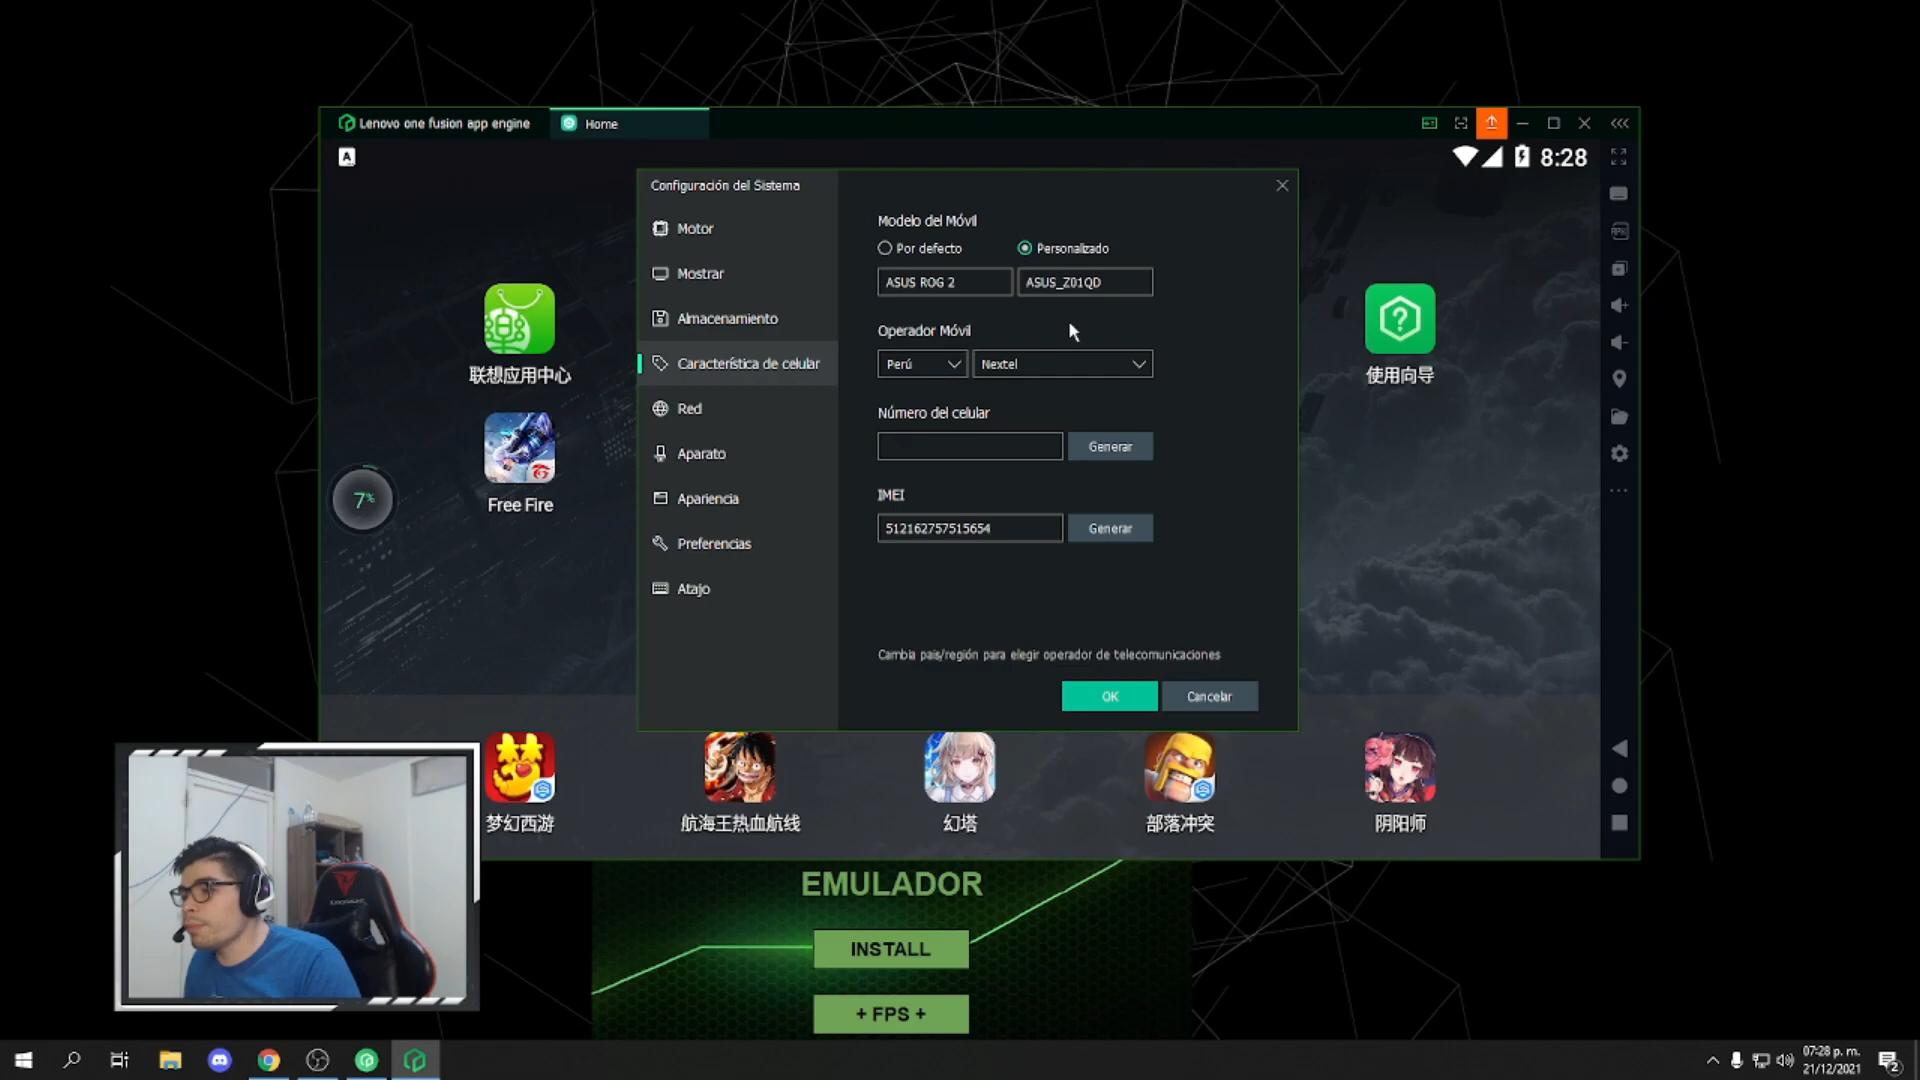 Lenovo one fusion app engine
Home
A
8:28
Configuración del Sistema
Motor
Mostrar
Almacenamiento
Característica de celular
Red
Aparato
Apariencia
Preferencias
Atajo
Modelo del Móvil
Por defecto
Personalizado
ASUS ROG 2
ASUS_Z01QD
Operador Móvil
Perú
Nextel
Número del celular
Generar
IMEI
512162757515654
Generar
Cambia país/región para elegir operador de telecomunicaciones
OK
Cancelar
联想应用中心
Free Fire
7%
使用向导
梦幻西游
航海王热血航线
幻塔
部落冲突
阴阳师
EMULADOR
INSTALL
+ FPS +
07:28 p. m.
21/12/2021
2